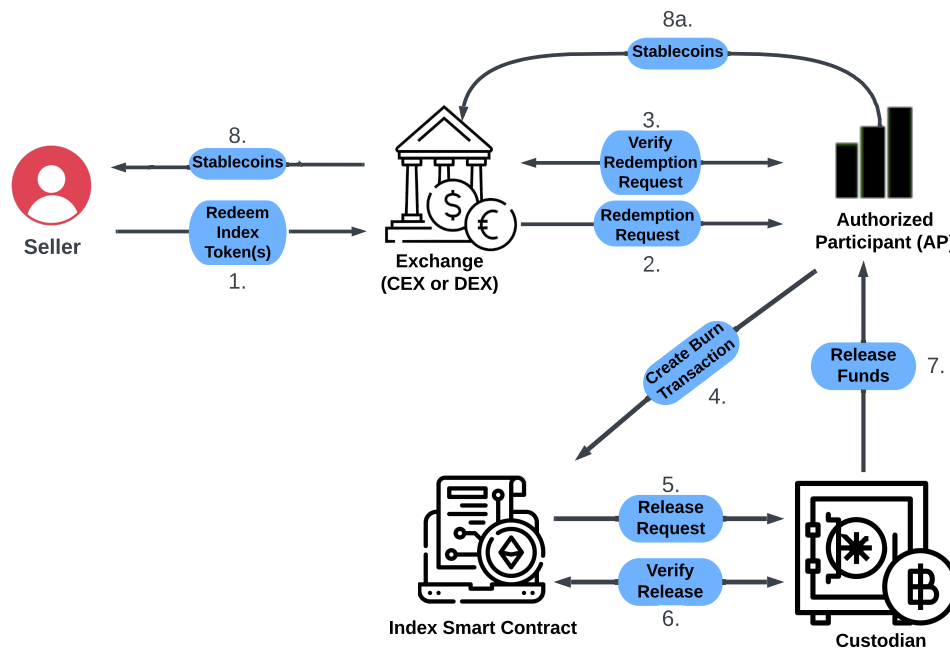 8a.
Stablecoins
8.
Stablecoins
3.
Verify
Redemption
Request
Redeem
Index
Token(s)
1.
Redemption
Request
2.
Seller
Exchange
(CEX or DEX)
Authorized
Participant (AP)
Create Burn
Transaction
4.
Release
Funds
7.
5.
Release
Request
Verify
Release
6.
Index Smart Contract
Custodian